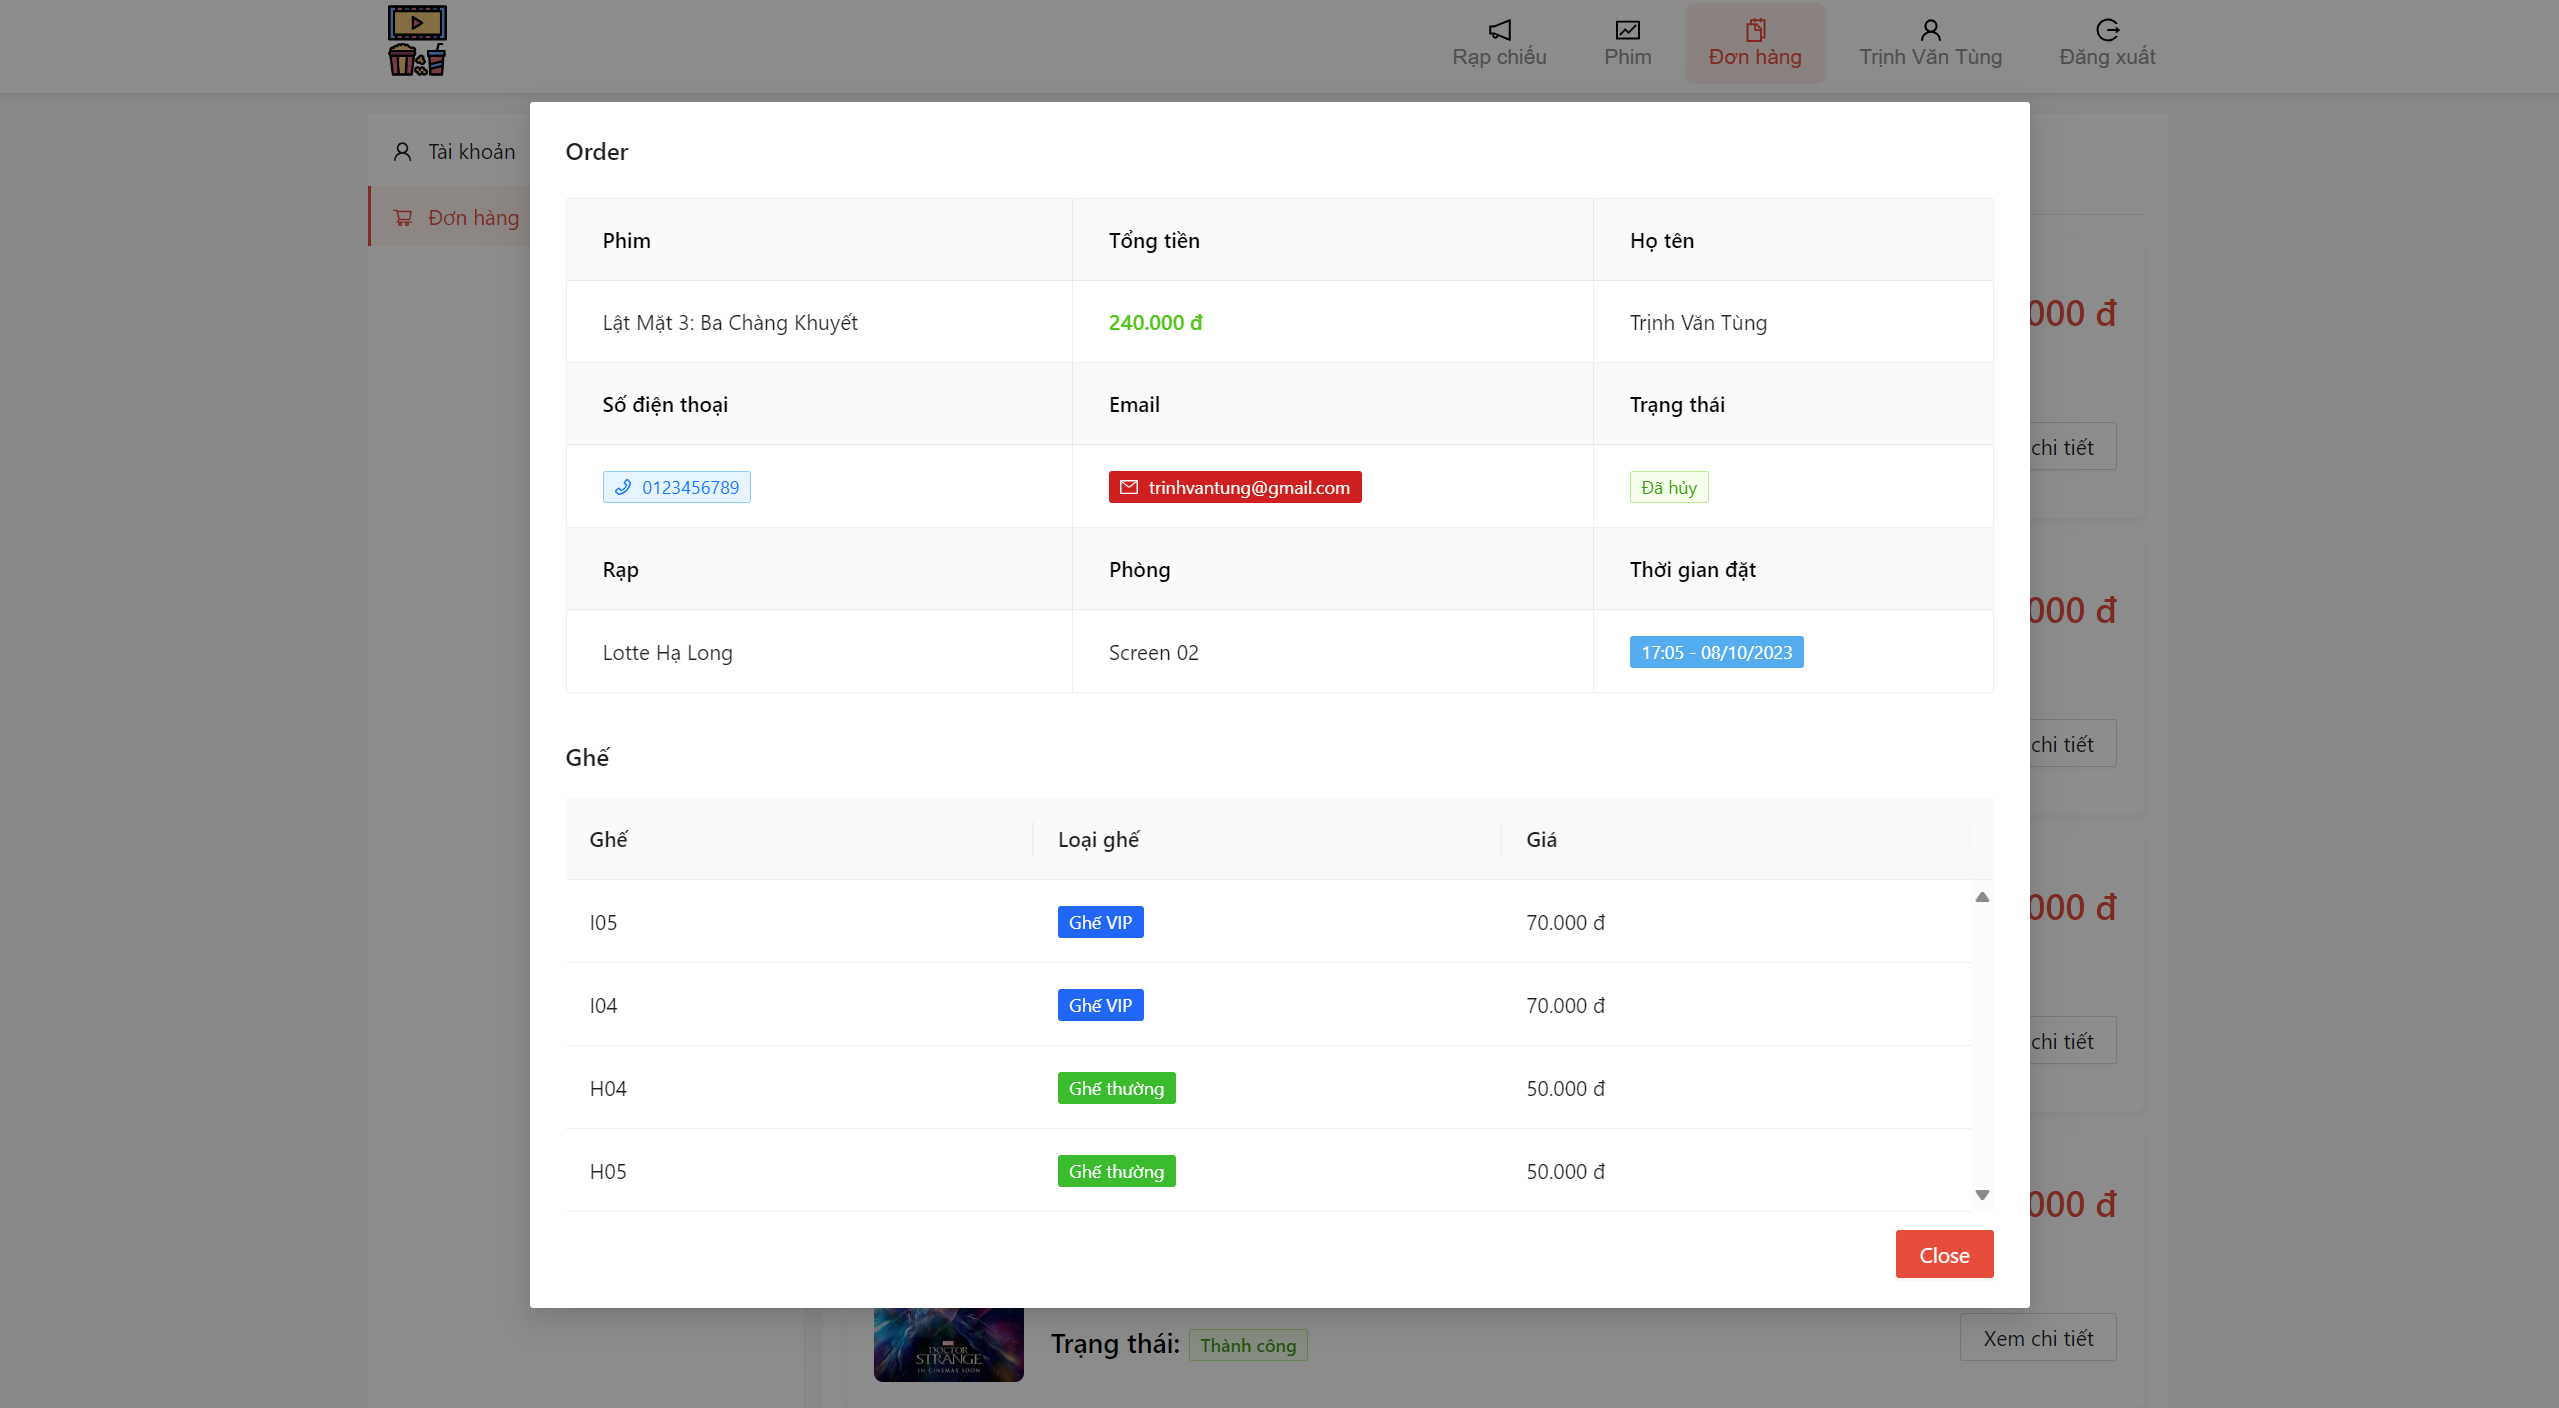 Rạp chiếu
Phim
Đơn hàng
Trịnh Văn Tùng
Đăng xuất
Tài khoản
Đơn hàng
Order
Phim Tổng tiền Họ tên
Lật Mặt 3: Ba Chàng Khuyết 240.000 đ Trịnh Văn Tùng
Số điện thoại Email Trạng thái
0123456789 trinhvantung@gmail.com Đã hủy
Rạp Phòng Thời gian đặt
Lotte Hạ Long Screen 02 17:05 - 08/10/2023
Ghế
Ghế Loại ghế Giá
I05 Ghế VIP 70.000 đ
I04 Ghế VIP 70.000 đ
H04 Ghế thường 50.000 đ
H05 Ghế thường 50.000 đ
Close
000 đ
chi tiết
000 đ
chi tiết
000 đ
chi tiết
000 đ
MARVEL
DOCTOR
STRANGE
IN CINEMAS SOON
Trạng thái: Thành công
Xem chi tiết